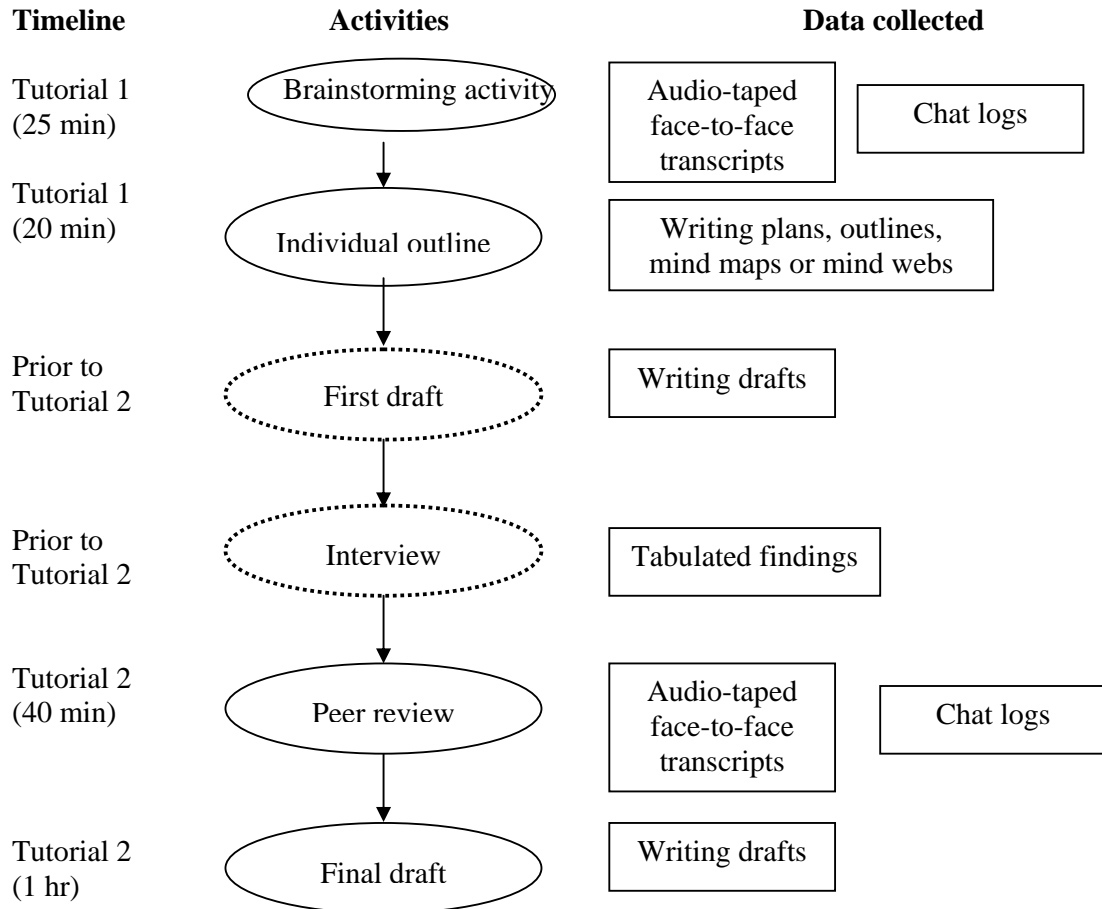 Timeline
Activities
Data collected
Tutorial 1
(25 min)
Brainstorming activity
Audio-taped
face-to-face
transcripts
Chat logs
Tutorial 1
(20 min)
Individual outline
Writing plans, outlines,
mind maps or mind webs
Prior to
Tutorial 2
First draft
Writing drafts
Prior to
Tutorial 2
Interview
Tabulated findings
Tutorial 2
(40 min)
Peer review
Audio-taped
face-to-face
transcripts
Chat logs
Tutorial 2
(1 hr)
Final draft
Writing drafts